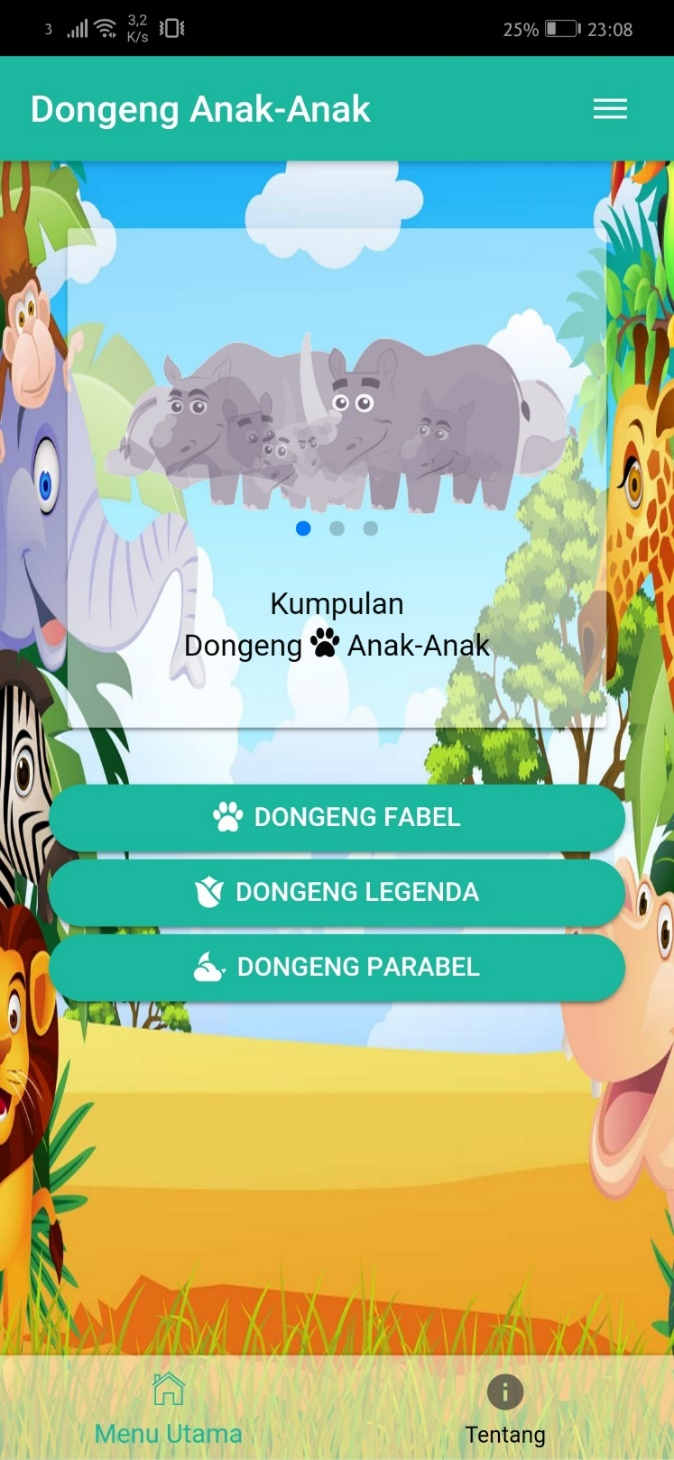 3 3,2 K/s 25% 23:08
Dongeng Anak-Anak
Kumpulan
Dongeng Anak-Anak
DONGENG FABEL
DONGENG LEGENDA
DONGENG PARABEL
Menu Utama Tentang